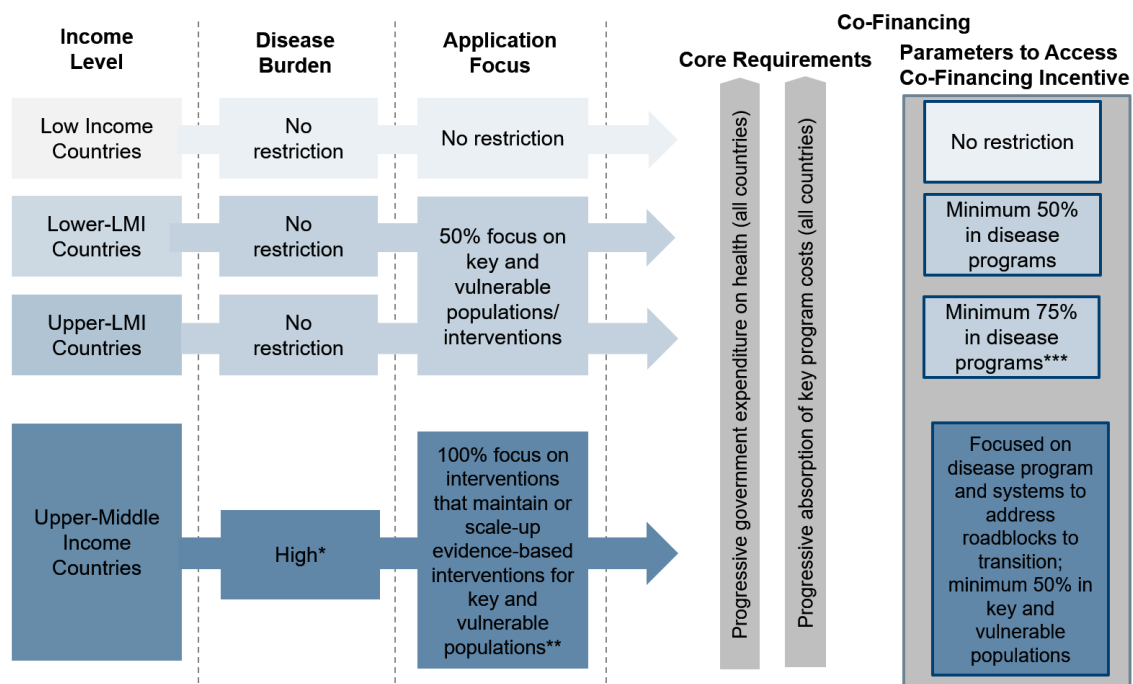 Co-Financing
Income
Level
Disease
Burden
Application
Focus
Core Requirements
Parameters to Access
Co-Financing Incentive
Low Income
Countries
No
restriction
No restriction
No restriction
Lower-LMI
Countries
No
restriction
50% focus on
key and
vulnerable
populations/
interventions
Minimum 50%
in disease
programs
Upper-LMI
Countries
No
restriction
Minimum 75%
in disease
programs***
Upper-Middle
Income
Countries
High*
100% focus on
interventions
that maintain or
scale-up
evidence-based
interventions for
key and
vulnerable
populations**
Progressive government expenditure on health (all countries)
Progressive absorption of key program costs (all countries)
Focused on
disease program
and systems to
address
roadblocks to
transition;
minimum 50% in
key and
vulnerable
populations